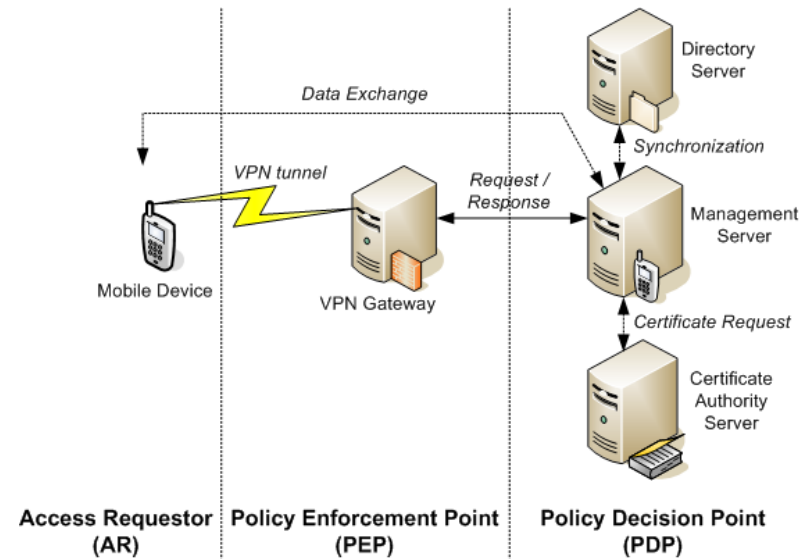 Directory
Server
Data Exchange
Synchronization
VPN tunnel
Request /
Response
Management
Server
Mobile Device
VPN Gateway
Certificate Request
Certificate
Authority
Server
Access Requestor
(AR)
Policy Enforcement Point
(PEP)
Policy Decision Point
(PDP)